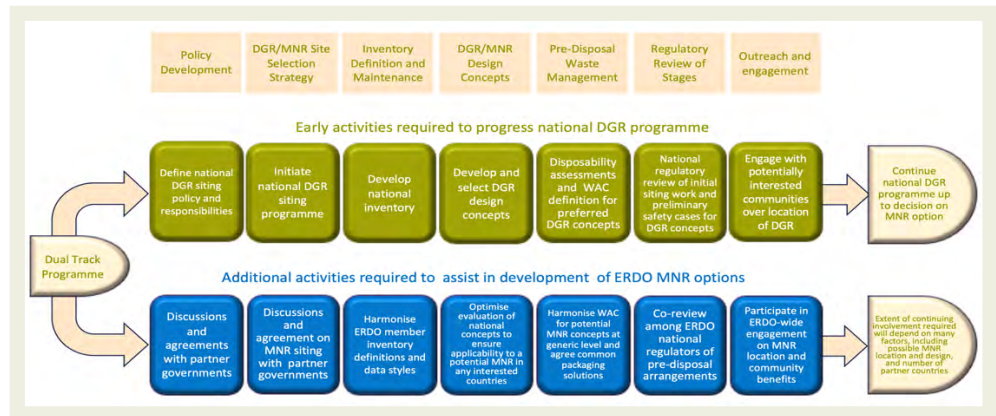 Policy
Development
DGR/MNR Site
Selection
Strategy
Inventory
Definition and
Maintenance
DGR/MNR
Design
Concepts
Pre-Disposal
Waste
Management
Regulatory
Review of
Stages
Outreach and
engagement
Early activities required to progress national DGR programme
Define national
DGR siting
policy and
responsibilities
Initiate
national DGR
siting
programme
Develop
national
inventory
Develop and
select DGR
design
concepts
Disposability
assessments
and WAC
definition for
preferred
DGR concepts
National
regulatory
review of initial
siting work and
preliminary
safety cases for
DGR concepts
Engage with
potentially
interested
communities
over location
of DGR
Continue
national DGR
programme up
to decision on
MNR option
Dual Track
Programme
Additional activities required to assist in development of ERDO MNR options
Discussions
and
agreements
with partner
governments
Discussions
and
agreement on
MNR siting
with partner
governments
Harmonise
ERDO member
inventory
definitions and
data styles
Optimise
evaluation of
national
concepts to
ensure
applicability to a
potential MNR in
any interested
countries
Harmonise WAC
for potential
MNR concepts at
generic level and
agree common
packaging
solutions
Co-review
among ERDO
national
regulators of
pre-disposal
arrangements
Participate in
ERDO-wide
engagement
on MNR
location and
community
benefits
Extent of continuing
involvement required
will depend on many
factors, including
possible MNR
location and design,
and number of
partner countries